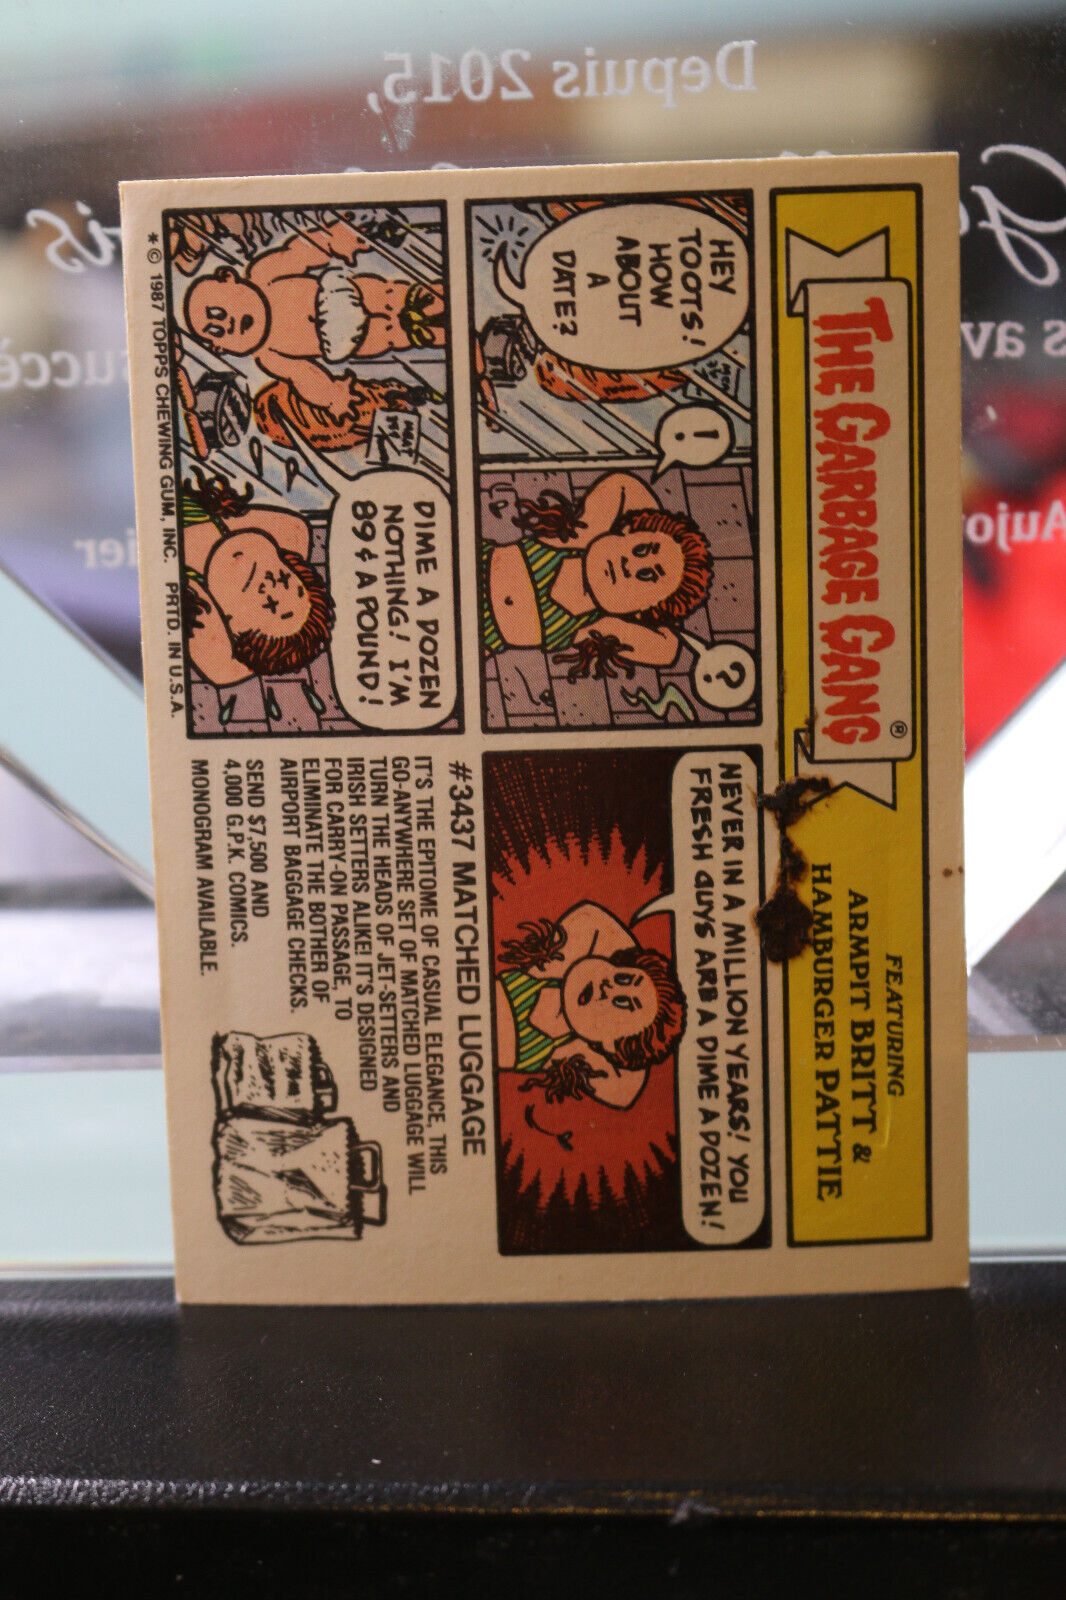 Depuis 2015,
THE GARBAGE GANG®
FEATURING
ARMPIT BRITT &
HAMBURGER PATTIE
HEY
TOOTS!
HOW
ABOUT
A
DATE?
!
?
NEVER IN A MILLION YEARS! YOU
FRESH GUYS ARE A DIME A DOZEN!
MEAT
89¢
DIME A DOZEN
NOTHING! I'M
89¢ A POUND!
#3437 MATCHED LUGGAGE
IT'S THE EPITOME OF CASUAL ELEGANCE, THIS
GO-ANYWHERE SET OF MATCHED LUGGAGE WILL
TURN THE HEADS OF JET-SETTERS AND
IRISH SETTERS ALIKE! IT'S DESIGNED
FOR CARRY-ON PASSAGE, TO
ELIMINATE THE BOTHER OF
AIRPORT BAGGAGE CHECKS.
SEND $7,500 AND
4,000 G.P.K. COMICS.
MONOGRAM AVAILABLE.
* © 1987 TOPPS CHEWING GUM, INC. PRTD. IN U.S.A.